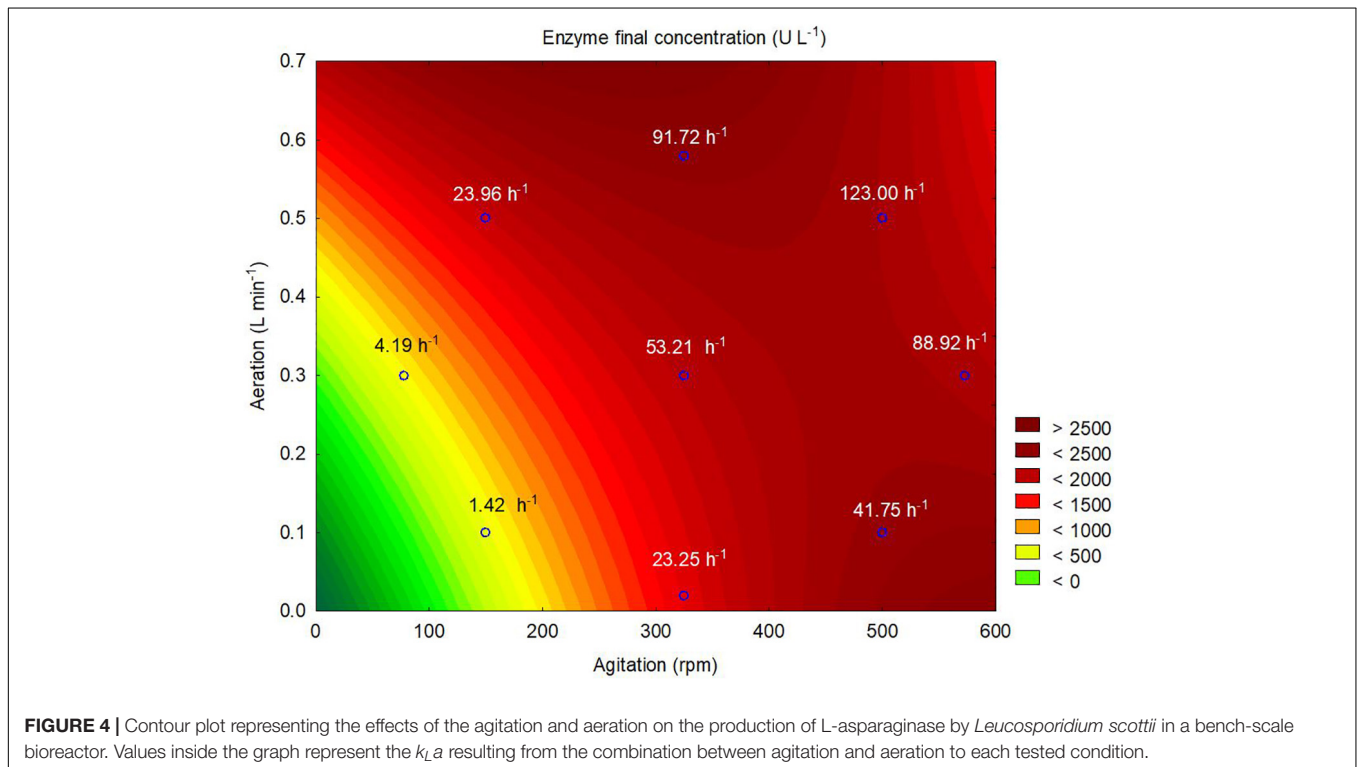 Enzyme final concentration (U L⁻¹)
0.7
0.6
0.5
0.4
0.3
0.2
0.1
0.0
Aeration (L min⁻¹)
91.72 h⁻¹
23.96 h⁻¹
123.00 h⁻¹
4.19 h⁻¹
53.21 h⁻¹
88.92 h⁻¹
1.42 h⁻¹
41.75 h⁻¹
23.25 h⁻¹
0 100 200 300 400 500 600
Agitation (rpm)
> 2500
< 2500
< 2000
< 1500
< 1000
< 500
< 0
FIGURE 4 | Contour plot representing the effects of the agitation and aeration on the production of L-asparaginase by Leucosporidium scottii in a bench-scale
bioreactor. Values inside the graph represent the kLa resulting from the combination between agitation and aeration to each tested condition.